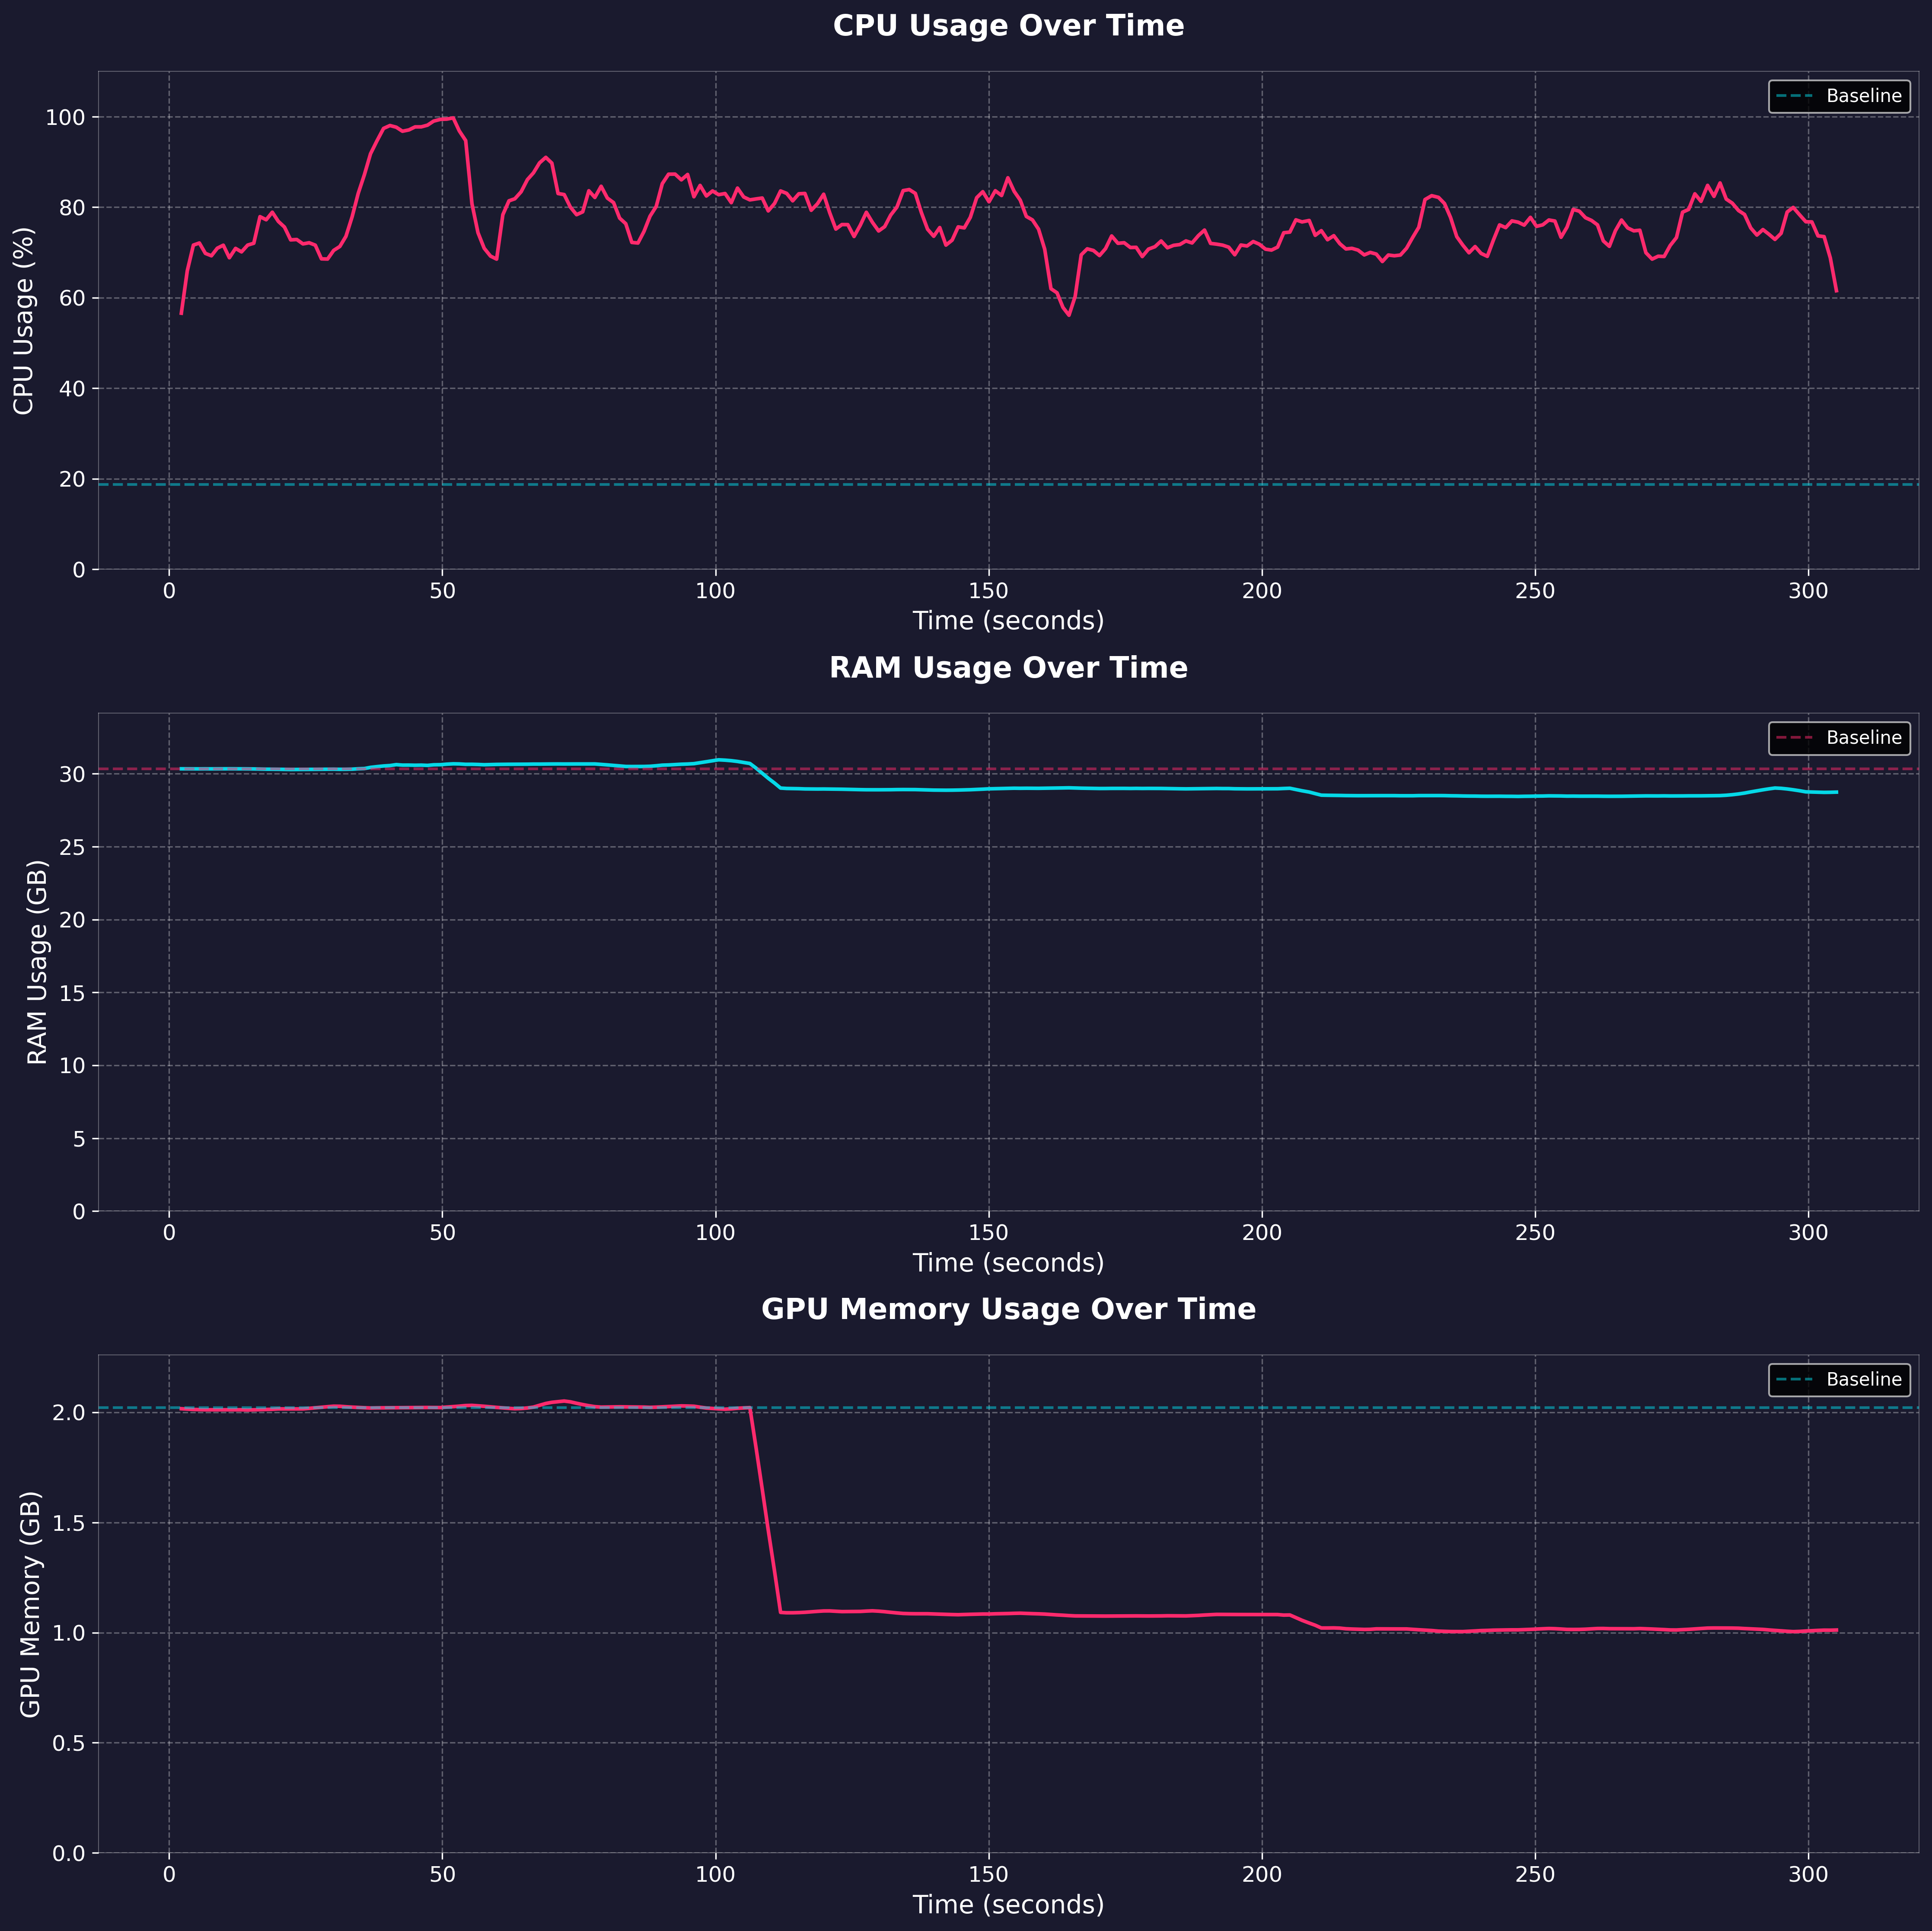 CPU Usage Over Time
Baseline
CPU Usage (%)
100
80
60
40
20
0
0 50 100 150 200 250 300
Time (seconds)
RAM Usage Over Time
Baseline
RAM Usage (GB)
30
25
20
15
10
5
0
0 50 100 150 200 250 300
Time (seconds)
GPU Memory Usage Over Time
Baseline
GPU Memory (GB)
2.0
1.5
1.0
0.5
0.0
0 50 100 150 200 250 300
Time (seconds)